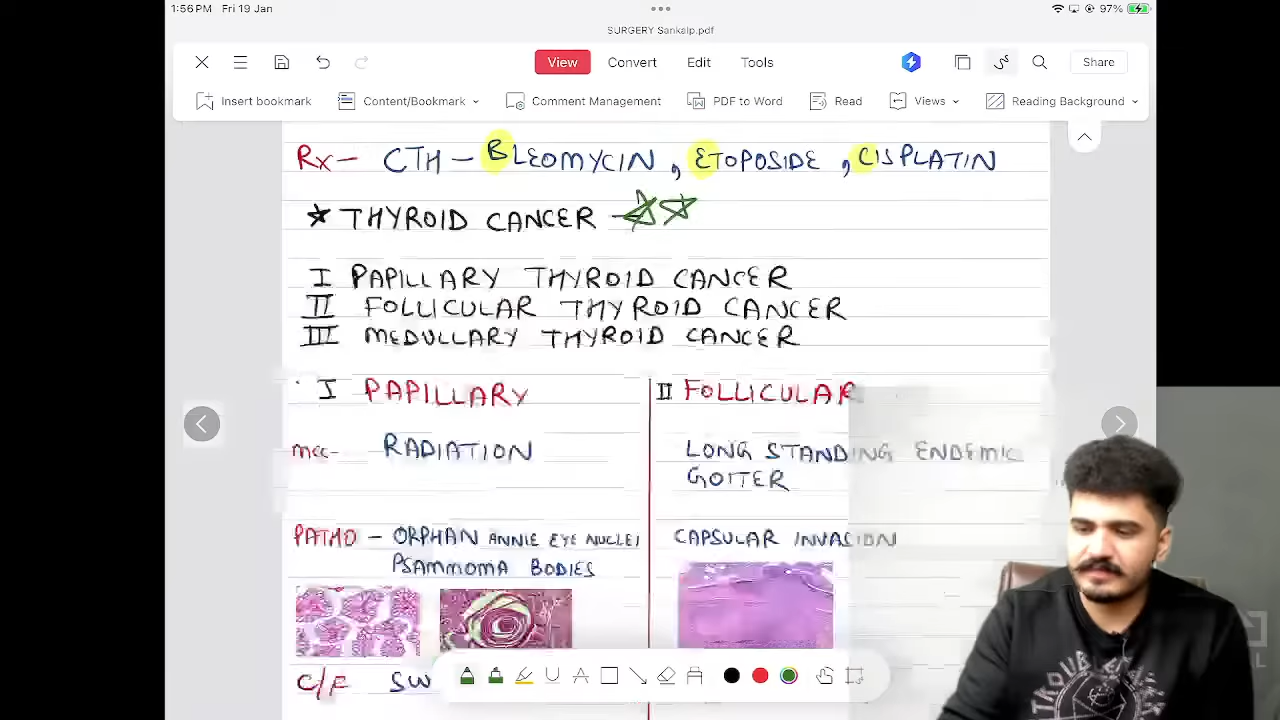 1:56 PM Fri 19 Jan
97%
SURGERY Sankalp.pdf
View Convert Edit Tools Share
Insert bookmark Content/Bookmark Comment Management PDF to Word Read Views Reading Background
Rx- CTH - BLEOMYCIN, ETOPOSIDE, CISPLATIN
★ THYROID CANCER - ☆☆
I PAPILLARY THYROID CANCER
II FOLLICULAR THYROID CANCER
III MEDULLARY THYROID CANCER
I PAPILLARY
II FOLLICULAR
mcc- RADIATION
LONG STANDING ENDEMIC
GOITER
PATHO - ORPHAN ANNIE EYE NUCLEI
PSAMMOMA BODIES
CAPSULAR INVASION
C/F SW